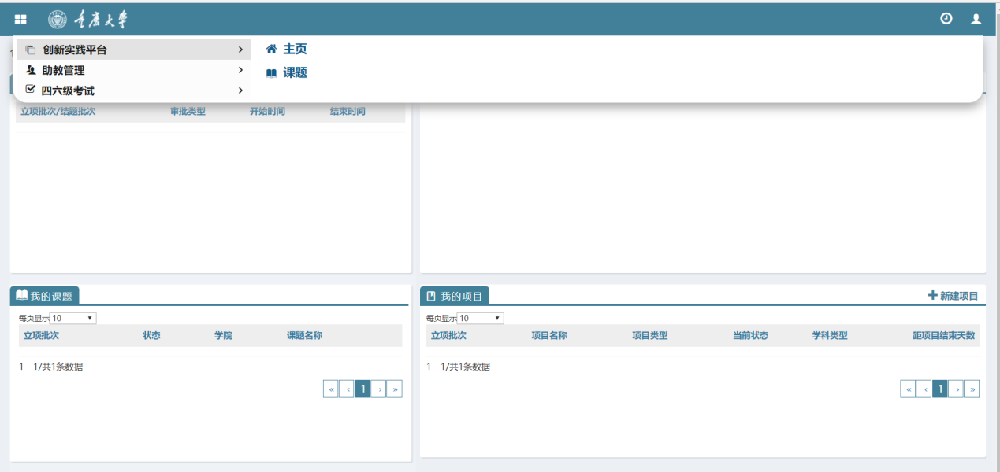 重庆大学
创新实践平台
主页
助教管理
课题
四六级考试
立项批次/结题批次 审批类型 开始时间 结束时间
我的课题
每页显示 10
立项批次 状态 学院 课题名称
1 - 1/共1条数据
« ‹ 1 › »
我的项目 新建项目
每页显示 10
立项批次 项目名称 项目类型 当前状态 学科类型 距项目结束天数
1 - 1/共1条数据
« ‹ 1 › »